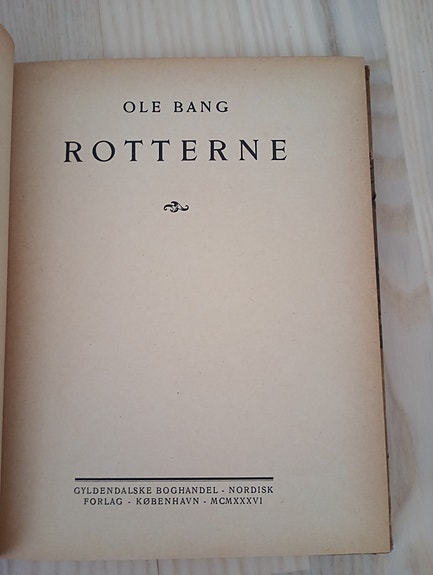 OLE BANG
ROTTERNE
GYLDENDALSKE BOGHANDEL - NORDISK
FORLAG - KØBENHAVN - MCMXXXVI